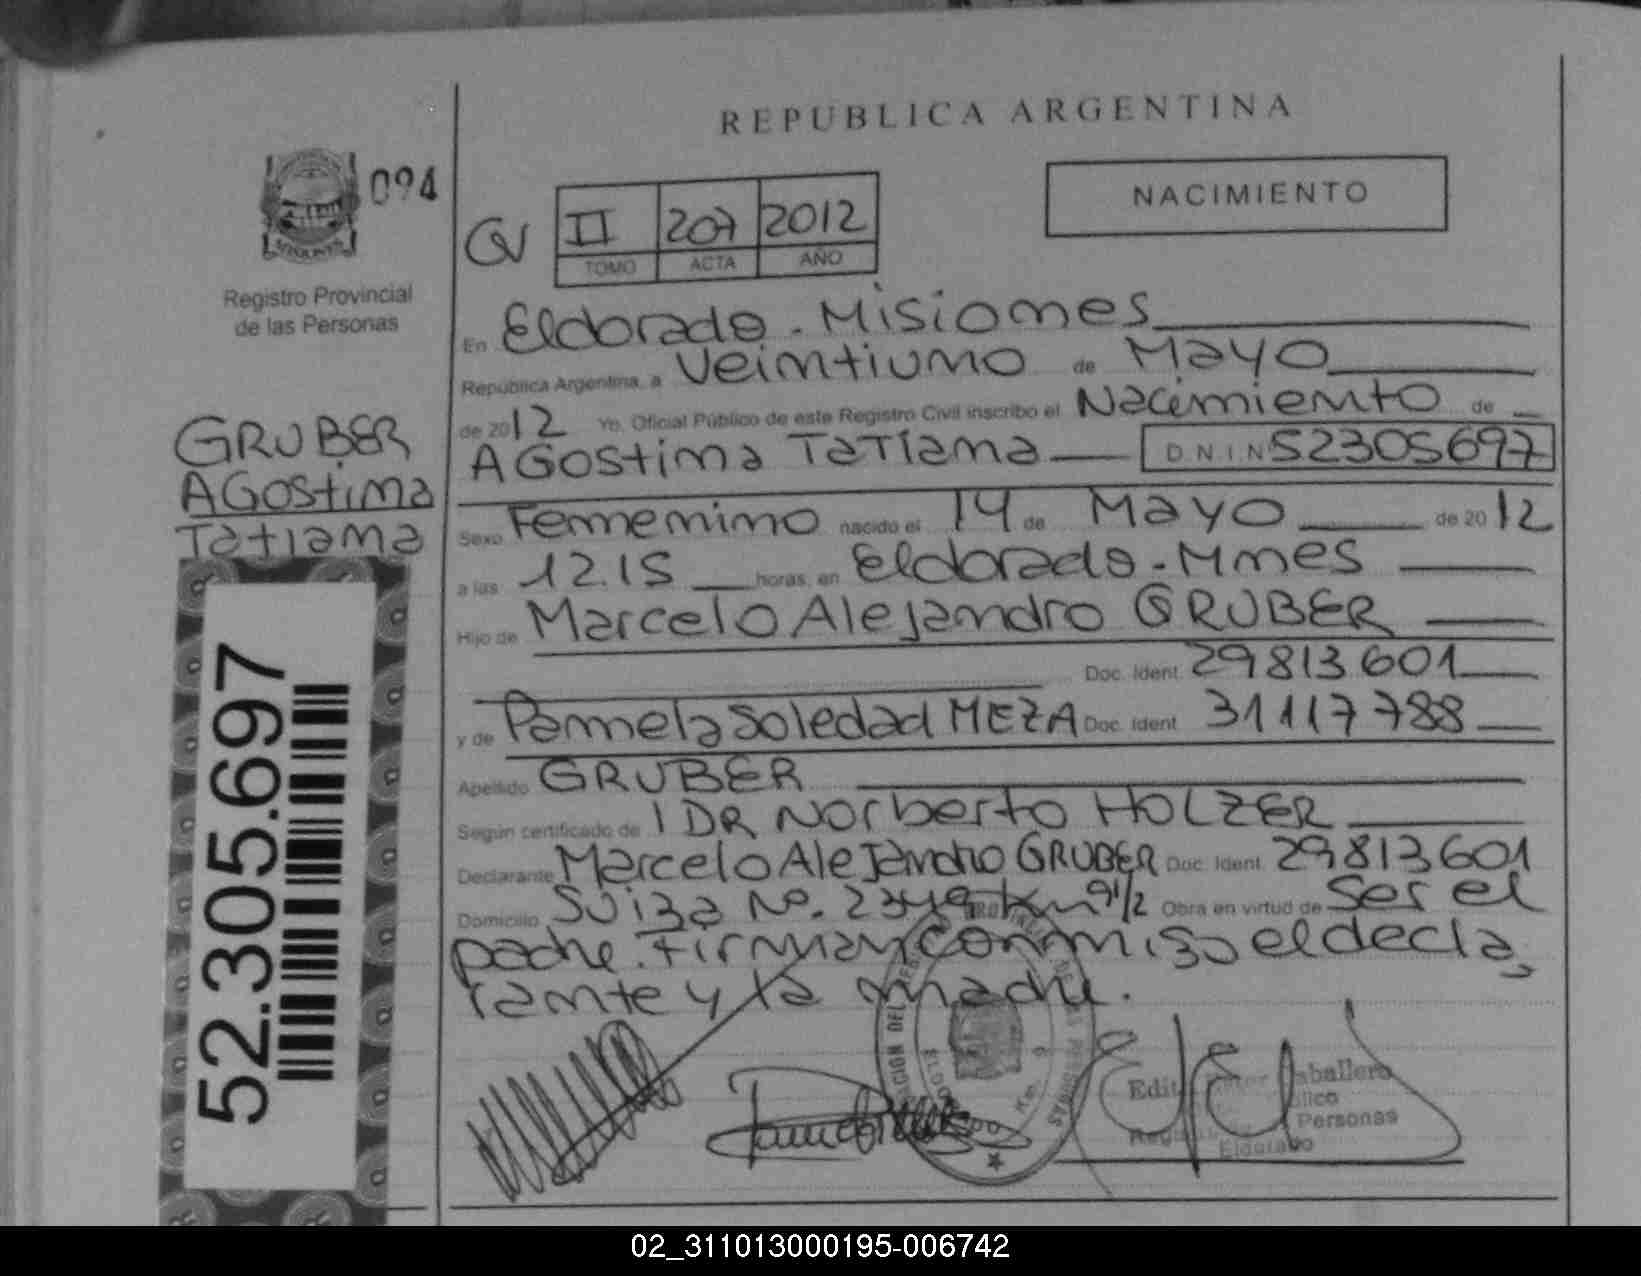 REPUBLICA ARGENTINA
094
NACIMIENTO
II 207 2012
TOMO ACTA AÑO
Registro Provincial
de las Personas
En Eldorado - Misiones
República Argentina, a Veintiuno de Mayo
de 2012 Yo, Oficial Público de este Registro Civil inscribo el Nacimiento de
AGostina Tatiana D.N.I.N 52305697
GRUBER
AGostina
Tatiana
Sexo Femenino nacido el 14 de Mayo de 2012
a las 12.15 horas, en Eldorado - Mnes
Hijo de Marcelo Alejandro GRUBER
Doc. Ident. 29813601
y de Pamela Soledad MEZA Doc. Ident. 31117788
Apellido GRUBER
Según certificado de DR Norberto HOLZER
Declarante Marcelo Alejandro GRUBER Doc. Ident. 29813601
Domicilio Suiza Nº. 2349 Km 9 1/2 Obra en virtud de Ser el
padre. Firman conmigo el decla
rante y la madre.
52.305.697
ELDORADO
Personas
Eldorado
02_311013000195-006742